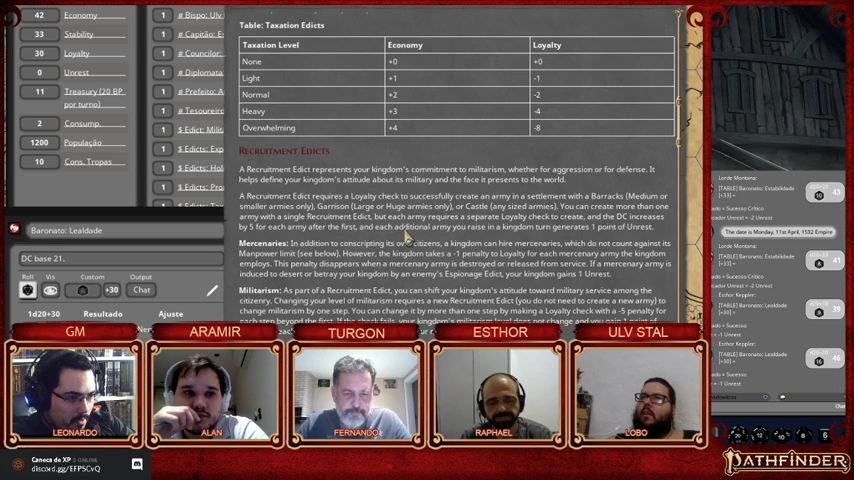 42 Economy
33 Stability
30 Loyalty
0 Unrest
11 Treasury (20 BP
por turno)
2 Consump.
1200 População
10 Cons. Tropas
1 # Bispo: Ulv
1 # Capitão: Es
1 # Councilor:
1 # Diplomata:
1 # Prefeito: A
1 # Tesoureiro
1 $ Edict: Milit
1 $ Edicts: Exp
1 $ Edicts: Hol
1 $ Edicts: Pro
Table: Taxation Edicts
Taxation Level Economy Loyalty
None +0 +0
Light +1 -1
Normal +2 -2
Heavy +3 -4
Overwhelming +4 -8
RECRUITMENT EDICTS
A Recruitment Edict represents your kingdom's commitment to militarism, whether for aggression or for defense. It
helps define your kingdom's attitude about its military and the face it presents to the world.
A Recruitment Edict requires a Loyalty check to successfully create an army in a settlement with a Barracks (Medium or
smaller armies only), Garrison (Large or Huge armies only), or Castle (any sized armies). You can create more than one
army with a single Recruitment Edict, but each army requires a separate Loyalty check to create, and the DC increases
by 5 for each army after the first, and each additional army you raise in a kingdom turn generates 1 point of Unrest.
Mercenaries: In addition to conscripting its own citizens, a kingdom can hire mercenaries, which do not count against its
Manpower limit (see below). However, the kingdom takes a -1 penalty to Loyalty for each mercenary army the kingdom
employs. This penalty disappears when a mercenary army is destroyed or released from service. If a mercenary army is
induced to desert or betray your kingdom by an enemy's Espionage Edict, your kingdom gains 1 Unrest.
Militarism: As part of a Recruitment Edict, you can shift your kingdom's attitude toward military service among the
citizenry. Changing your level of militarism requires a new Recruitment Edict (you do not need to create a new army) to
change militarism by one step. You can change it by more than one step by making a Loyalty check with a -5 penalty for
Baronato: Lealdade
DC base 21.
Roll Custom Output
+30 Chat
1d20+30 Resultado Ajuste
Lorde Montana:
[TABLE] Baronato: Estabilidade
[+33] =
43
Sucesso Crítico
Unrest = -2 Unrest
The date is Monday, 11st April, 1532 Empire
Lorde Montana:
[TABLE] Baronato: Lealdade
[+30] =
41
Sucesso Crítico
Unrest = -2 Unrest
Esther Keppler:
[TABLE] Baronato: Lealdade
[+30] =
39
= Sucesso
= -1 Unrest
Esther Keppler:
[TABLE] Baronato: Lealdade
[+30] =
46
= Sucesso
= -1 Unrest
GM
ARAMIR
TURGON
ESTHOR
ULV STAL
LEONARDO
ALAN
FERNANDO
RAPHAEL
LOBO
Caneca de XP
discord.gg/EFPSCvQ
PATHFINDER